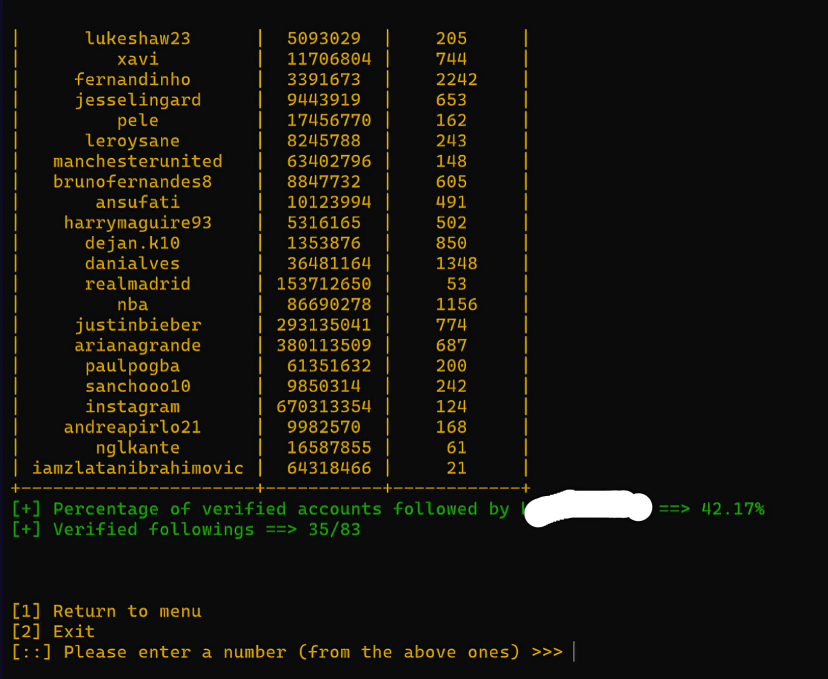 | lukeshaw23 | 5093029 | 205 |
| xavi | 11706804 | 744 |
| fernandinho | 3391673 | 2242 |
| jesselingard | 9443919 | 653 |
| pele | 17456770 | 162 |
| leroysane | 8245788 | 243 |
| manchesterunited | 63402796 | 148 |
| brunofernandes8 | 8847732 | 605 |
| ansufati | 10123994 | 491 |
| harrymaguire93 | 5316165 | 502 |
| dejan.k10 | 1353876 | 850 |
| danialves | 36481164 | 1348 |
| realmadrid | 153712650 | 53 |
| nba | 86690278 | 1156 |
| justinbieber | 293135041 | 774 |
| arianagrande | 380113509 | 687 |
| paulpogba | 61351632 | 200 |
| sanchooo10 | 9850314 | 242 |
| instagram | 670313354 | 124 |
| andreapirlo21 | 9982570 | 168 |
| nglkante | 16587855 | 61 |
| iamzlatanibrahimovic | 64318466 | 21 |
+----------------------+-----------+------------+
[+] Percentage of verified accounts followed by ==> 42.17%
[+] Verified followings ==> 35/83
[1] Return to menu
[2] Exit
[::] Please enter a number (from the above ones) >>>